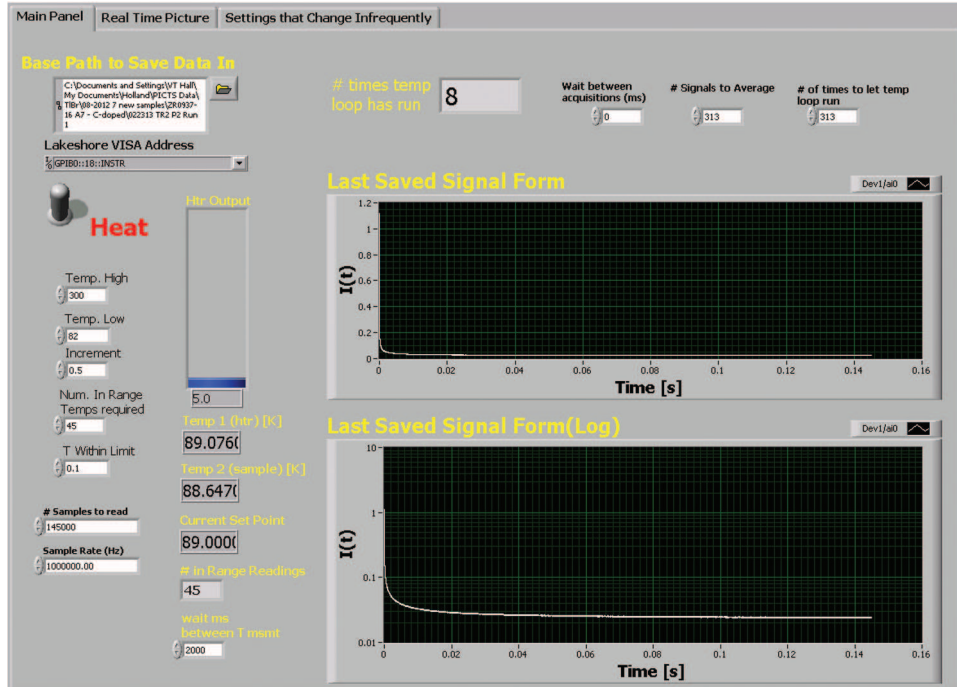 Main Panel
Real Time Picture
Settings that Change Infrequently
Base Path to Save Data In
C:\Documents and Settings\VT Hall\
My Documents\Holland\PICTS Data\
TlBr\08-2012 7 new samples\ZR0937-
16 A7 - C-doped\022313 TR2 P2 Run
1
Lakeshore VISA Address
GPIB0::18::INSTR
# times temp
loop has run
8
Wait between
acquisitions (ms)
0
# Signals to Average
313
# of times to let temp
loop run
313
Heat
Htr Output
5.0
Temp. High
300
Temp. Low
82
Increment
0.5
Num. In Range
Temps required
45
T Within Limit
0.1
# Samples to read
145000
Sample Rate (Hz)
1000000.00
Temp 1 (htr) [K]
89.076(
Temp 2 (sample) [K]
88.647(
Current Set Point
89.000(
# in Range Readings
45
wait ms
between T msmt
2000
Last Saved Signal Form
Dev1/ai0
1.2
1
0.8
0.6
0.4
0.2
0
I(t)
0 0.02 0.04 0.06 0.08 0.1 0.12 0.14 0.16
Time [s]
Last Saved Signal Form(Log)
Dev1/ai0
10
1
0.1
0.01
I(t)
0 0.02 0.04 0.06 0.08 0.1 0.12 0.14 0.16
Time [s]